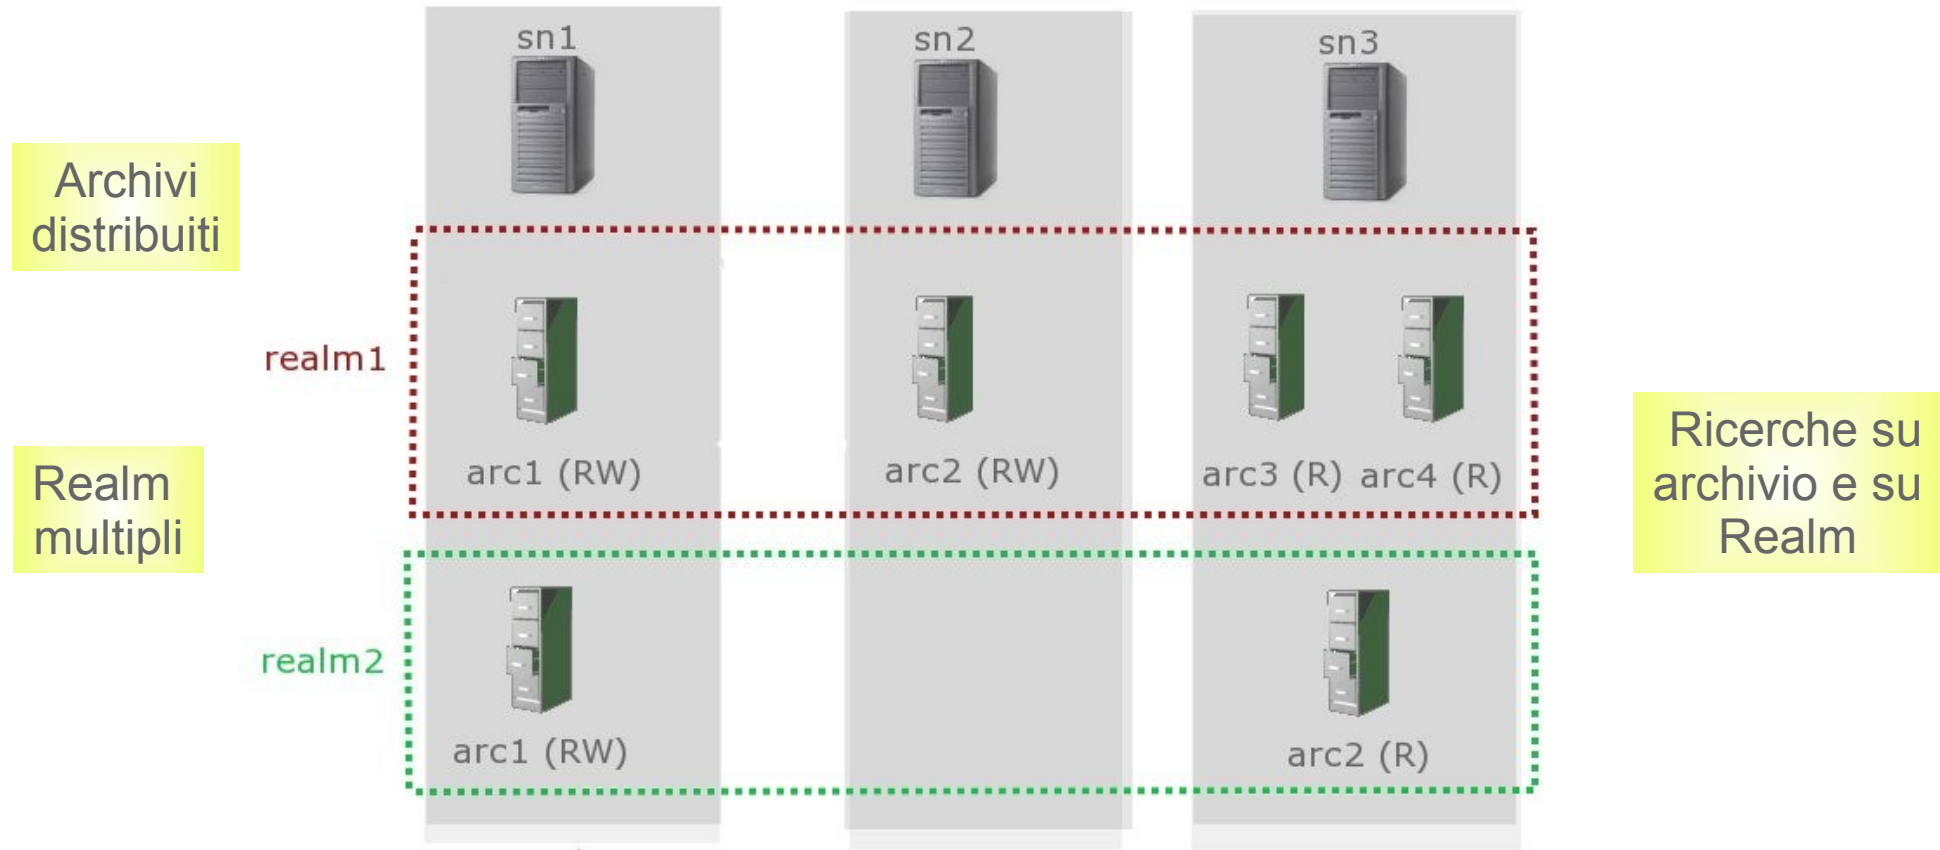 sn1
sn2
sn3
Archivi
distribuiti
realm1
arc1 (RW)
arc2 (RW)
arc3 (R)
arc4 (R)
Realm
multipli
Ricerche su
archivio e su
Realm
realm2
arc1 (RW)
arc2 (R)